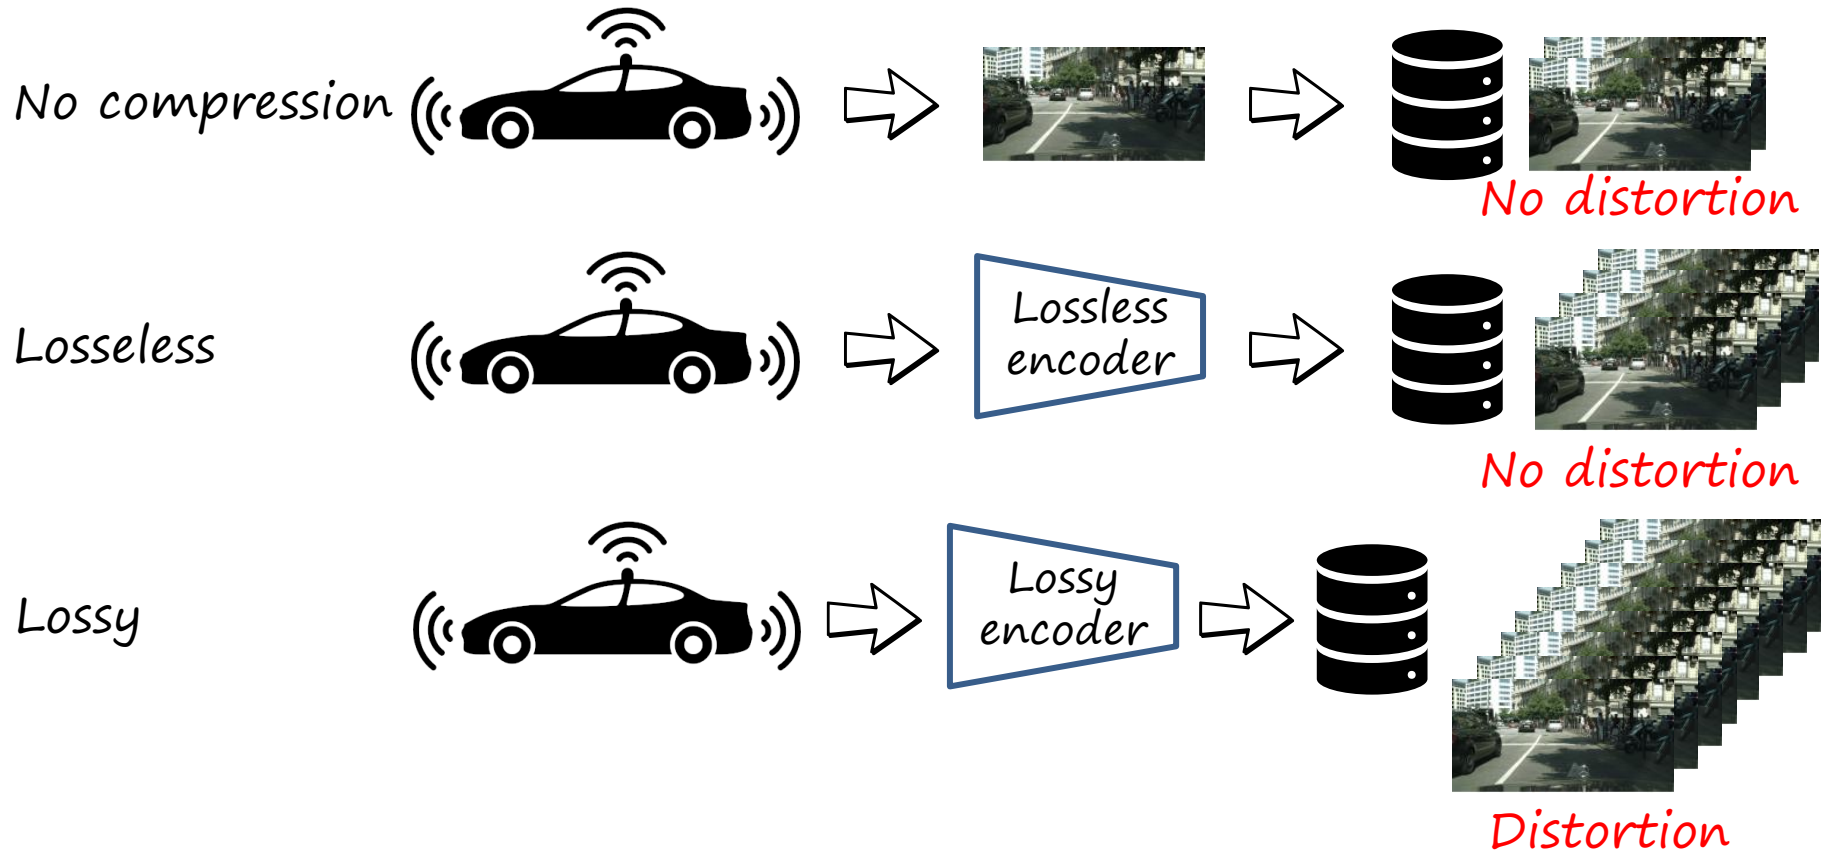 No compression
No distortion
Losseless
Lossless
encoder
No distortion
Lossy
Lossy
encoder
Distortion